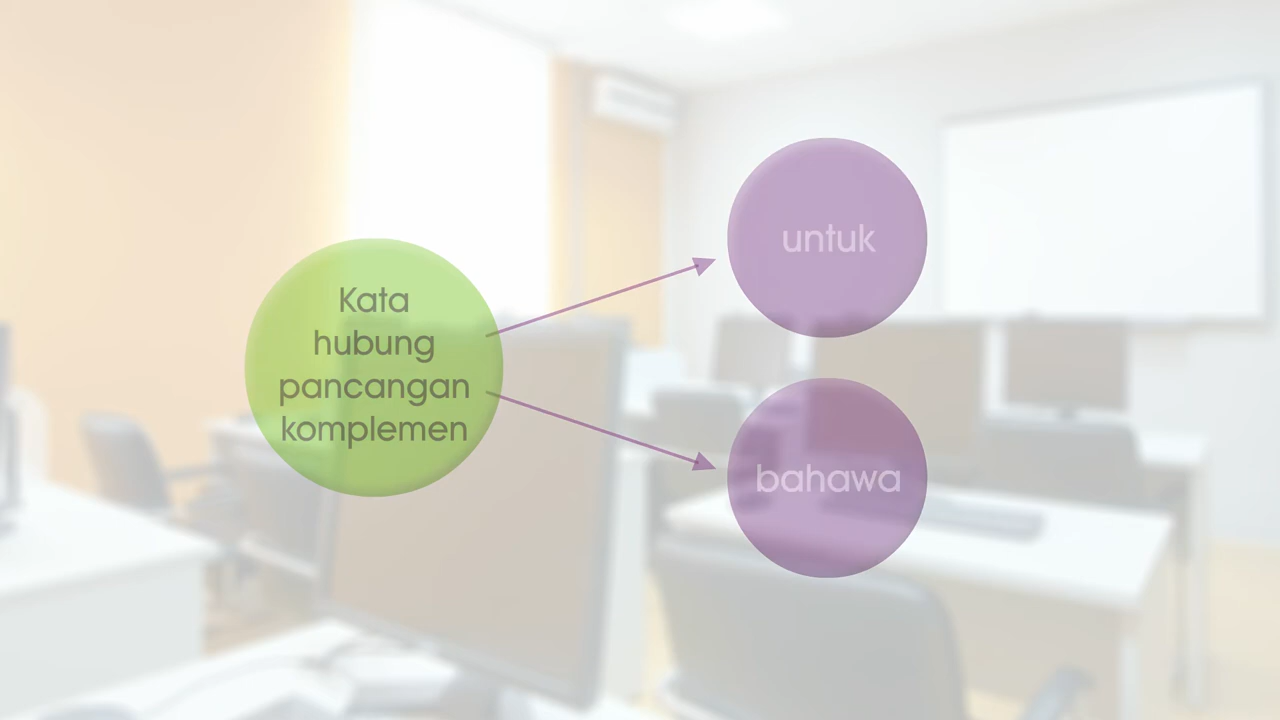 Kata
hubung
pancangan
komplemen
untuk
bahawa